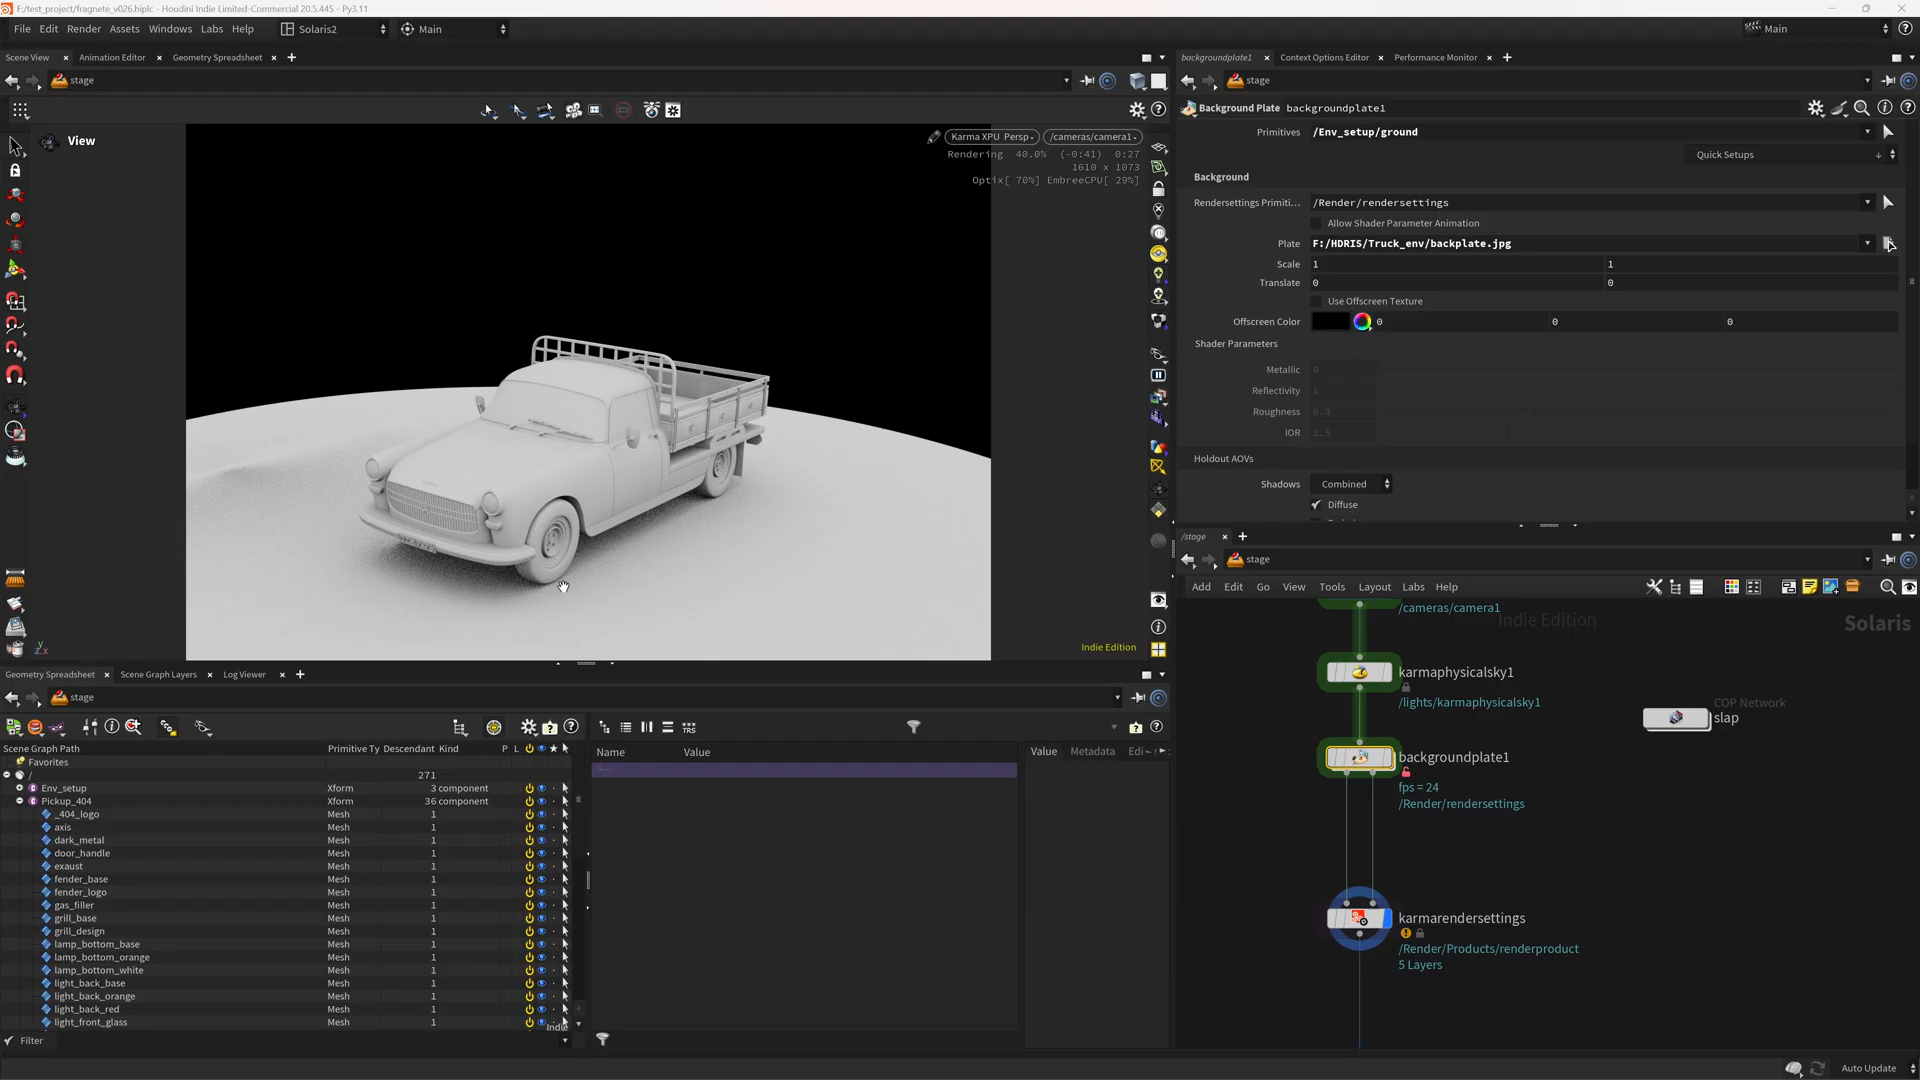 F:/test_project/fragnete_v026.hiplc - Houdini Indie Limited-Commercial 20.5.445 - Py3.11
File Edit Render Assets Windows Labs Help Solaris2 Main Main
Scene View Animation Editor Geometry Spreadsheet
backgroundplate1 Context Options Editor Performance Monitor
stage
stage
Background Plate backgroundplate1
View
Karma XPU Persp /cameras/camera1
Rendering 40.0% (-0:41) 0:27
1610 x 1073
Optix[ 70%] EmbreeCPU[ 29%]
Indie Edition
Primitives /Env_setup/ground
Quick Setups
Background
Rendersettings Primiti... /Render/rendersettings
Allow Shader Parameter Animation
Plate F:/HDRIS/Truck_env/backplate.jpg
Scale 1 1
Translate 0 0
Use Offscreen Texture
Offscreen Color 0 0 0
Shader Parameters
Metallic 0
Reflectivity 1
Roughness 0.3
IOR 1.5
Holdout AOVs
Shadows Combined
Diffuse
/stage
stage
Add Edit Go View Tools Layout Labs Help
/cameras/camera1
Indie Edition
Solaris
karmaphysicalsky1
/lights/karmaphysicalsky1
COP Network
slap
backgroundplate1
fps = 24
/Render/rendersettings
karmarendersettings
/Render/Products/renderproduct
5 Layers
Geometry Spreadsheet Scene Graph Layers Log Viewer
stage
Scene Graph Path Primitive Ty Descendant Kind P L
Favorites
/ 271
Env_setup Xform 3 component
Pickup_404 Xform 36 component
_404_logo Mesh 1
axis Mesh 1
dark_metal Mesh 1
door_handle Mesh 1
exaust Mesh 1
fender_base Mesh 1
fender_logo Mesh 1
gas_filler Mesh 1
grill_base Mesh 1
grill_design Mesh 1
lamp_bottom_base Mesh 1
lamp_bottom_orange Mesh 1
lamp_bottom_white Mesh 1
light_back_base Mesh 1
light_back_orange Mesh 1
light_back_red Mesh 1
light_front_glass Mesh 1
Filter
TRS
Name Value
Value Metadata Edi
Auto Update